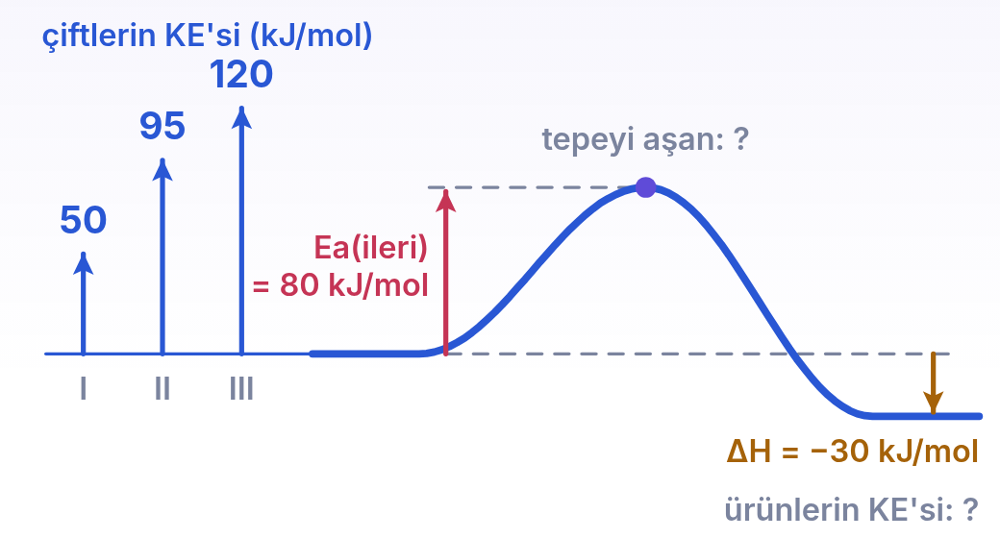 çiftlerin KE'si (kJ/mol)
120
95
50
tepeyi aşan: ?
Ea(ileri)
= 80 kJ/mol
I
II
III
ΔH = −30 kJ/mol
ürünlerin KE'si: ?